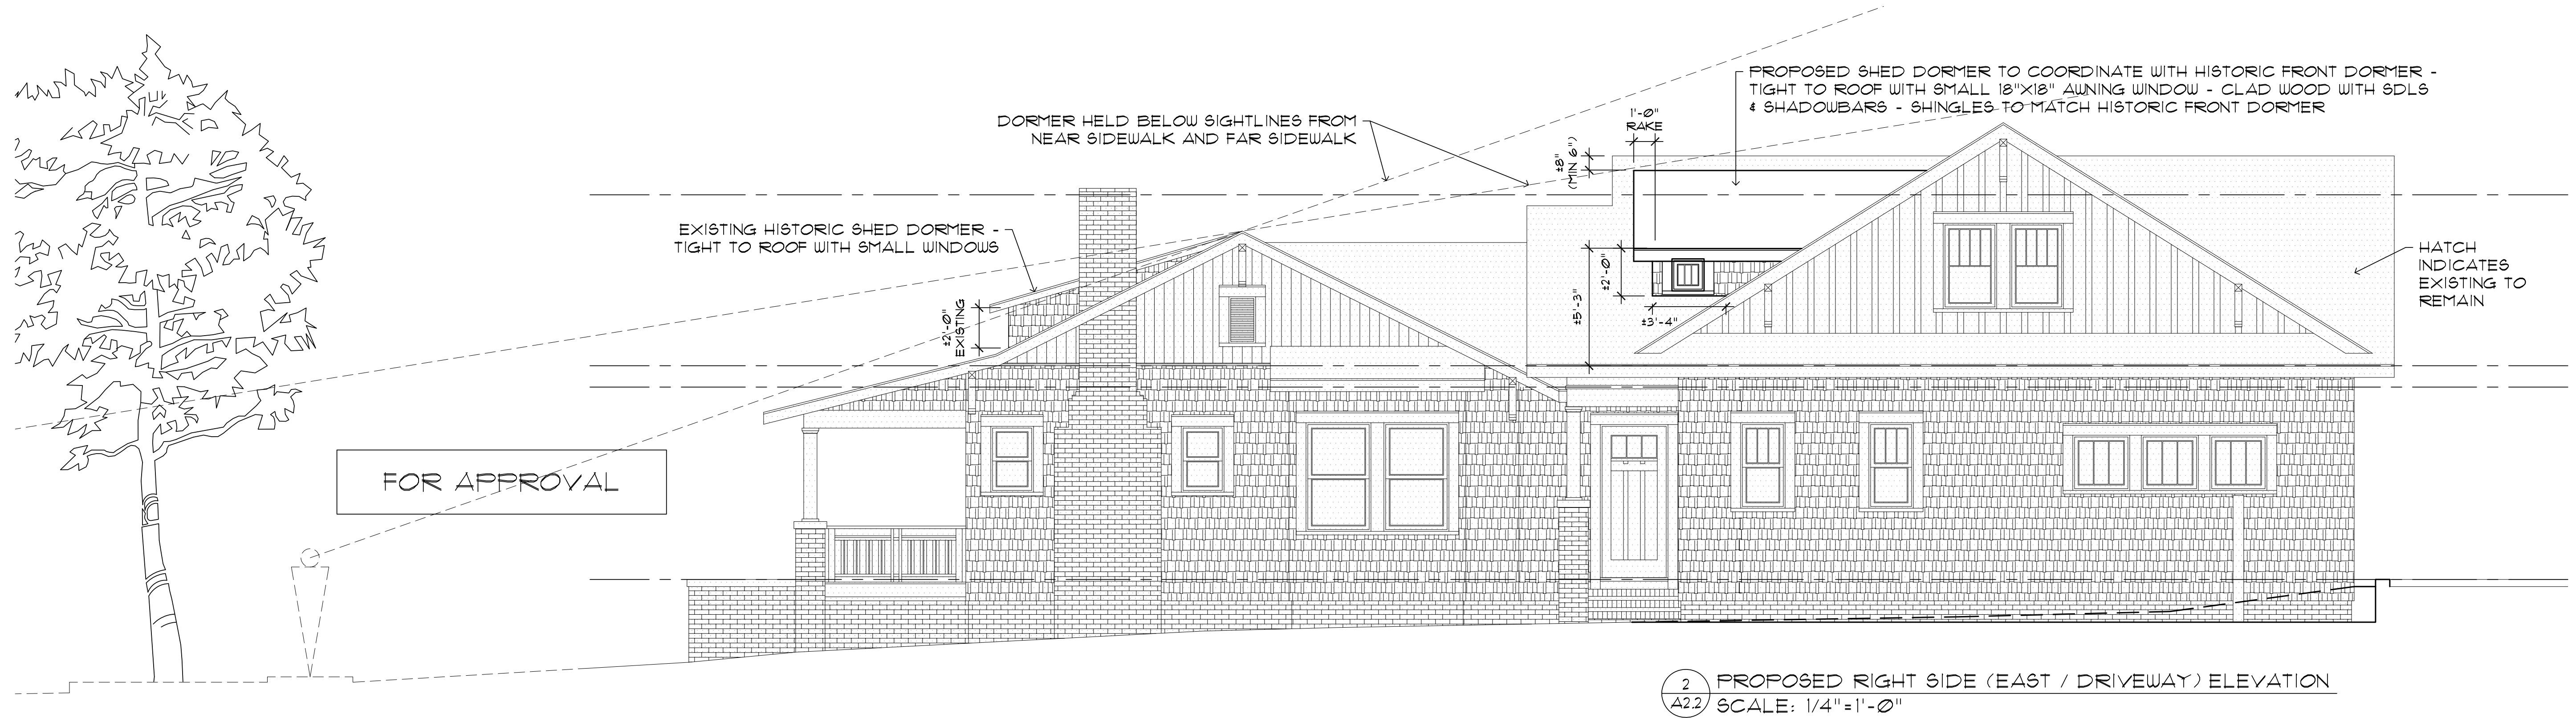 PROPOSED SHED DORMER TO COORDINATE WITH HISTORIC FRONT DORMER -
TIGHT TO ROOF WITH SMALL 18"X18" AWNING WINDOW - CLAD WOOD WITH SDLS
& SHADOWBARS - SHINGLES TO MATCH HISTORIC FRONT DORMER
DORMER HELD BELOW SIGHTLINES FROM
NEAR SIDEWALK AND FAR SIDEWALK
1'-0"
RAKE
±8"
(MIN 6")
EXISTING HISTORIC SHED DORMER -
TIGHT TO ROOF WITH SMALL WINDOWS
±2'-0"
EXISTING
±5'-3"
±2'-0"
±3'-4"
HATCH
INDICATES
EXISTING TO
REMAIN
FOR APPROVAL
2
A2.2
PROPOSED RIGHT SIDE (EAST / DRIVEWAY) ELEVATION
SCALE: 1/4"=1'-0"